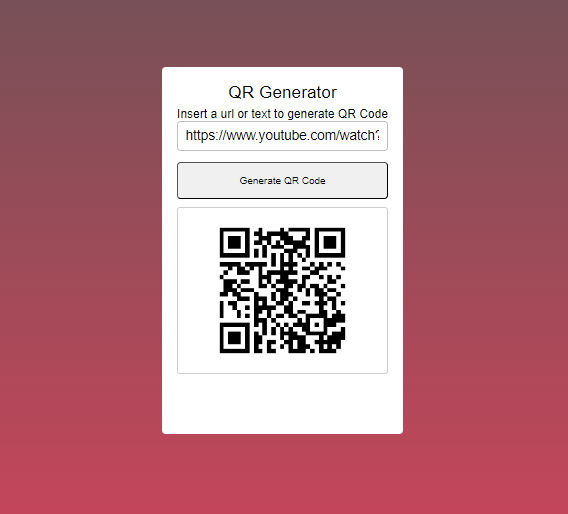 QR Generator
Insert a url or text to generate QR Code
https://www.youtube.com/watch?
Generate QR Code